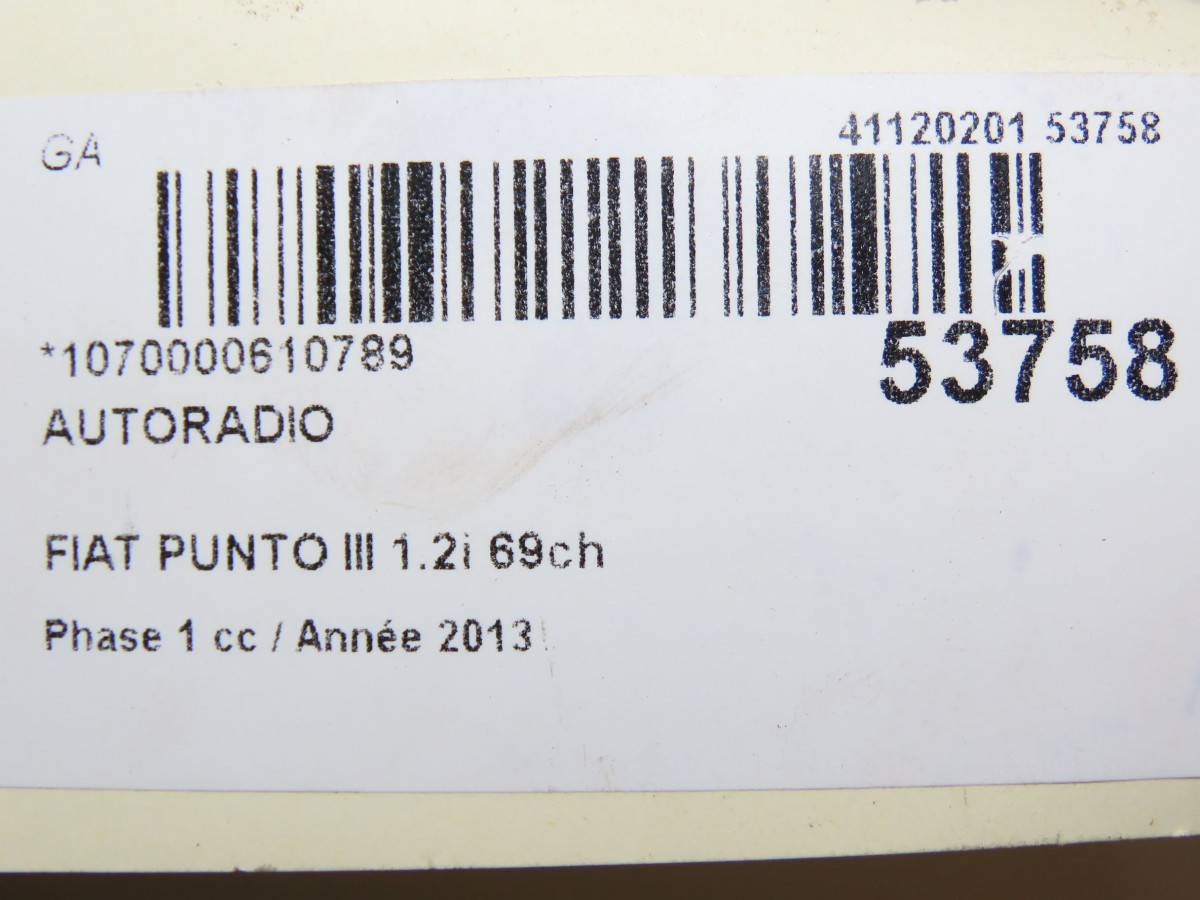 GA
41120201 53758
*1070000610789
53758
AUTORADIO
FIAT PUNTO III 1.2i 69ch
Phase 1 cc / Année 2013